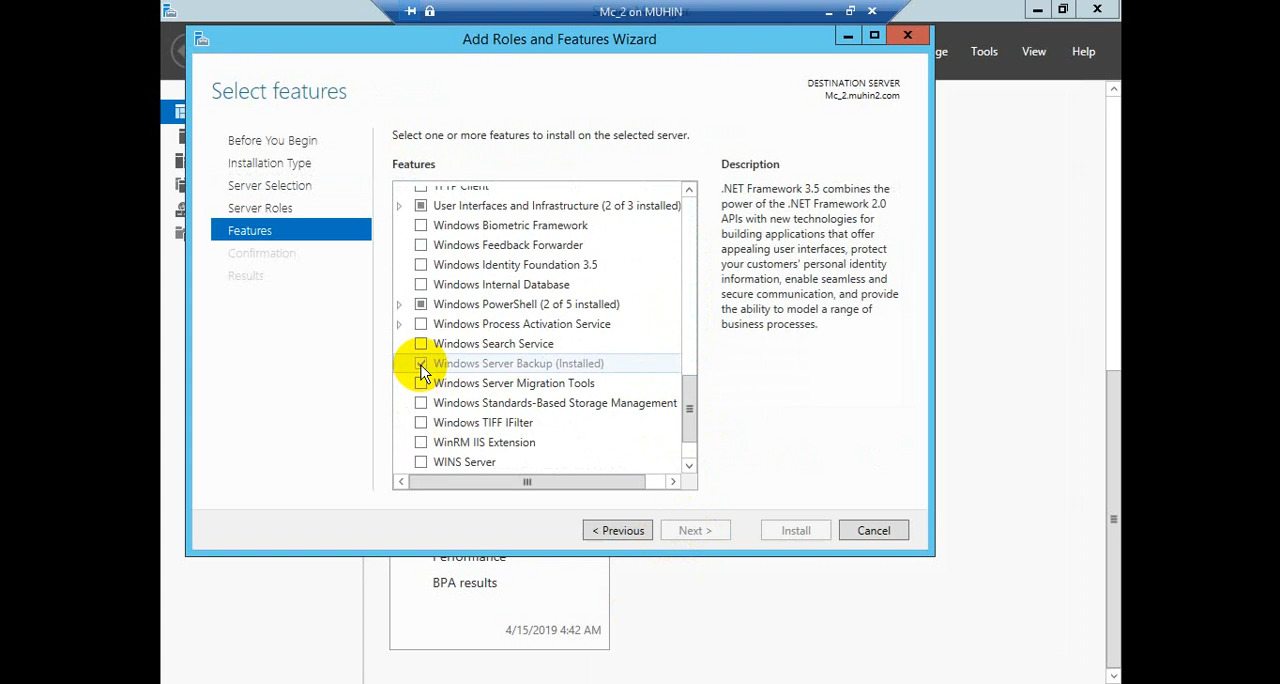 Mc_2 on MUHIN
Add Roles and Features Wizard
ge Tools View Help
Select features
DESTINATION SERVER
Mc_2.muhin2.com
Before You Begin
Installation Type
Server Selection
Server Roles
Features
Confirmation
Results
Select one or more features to install on the selected server.
Features
TFTP Client
User Interfaces and Infrastructure (2 of 3 installed)
Windows Biometric Framework
Windows Feedback Forwarder
Windows Identity Foundation 3.5
Windows Internal Database
Windows PowerShell (2 of 5 installed)
Windows Process Activation Service
Windows Search Service
Windows Server Backup (Installed)
Windows Server Migration Tools
Windows Standards-Based Storage Management
Windows TIFF IFilter
WinRM IIS Extension
WINS Server
Description
.NET Framework 3.5 combines the
power of the .NET Framework 2.0
APIs with new technologies for
building applications that offer
appealing user interfaces, protect
your customers' personal identity
information, enable seamless and
secure communication, and provide
the ability to model a range of
business processes.
< Previous
Next >
Install
Cancel
Performance
BPA results
4/15/2019 4:42 AM